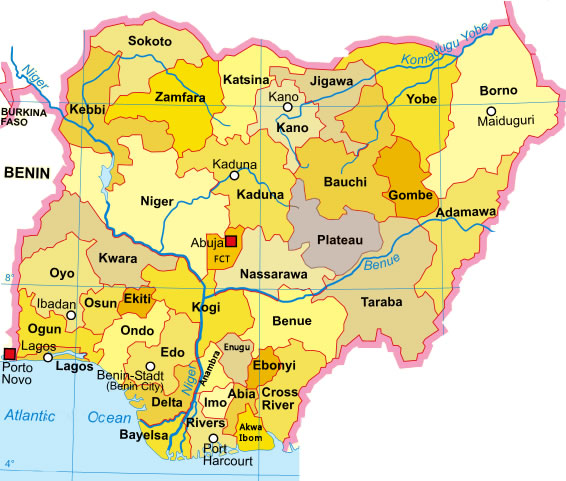 Sokoto
Niger
Komadugu Yobe
Katsina
Jigawa
Zamfara
Kano
Yobe
Borno
Kebbi
BURKINA
FASO
Kano
Maiduguri
BENIN
Kaduna
Bauchi
Niger
Kaduna
Gombe
Adamawa
Abuja
Plateau
Kwara
FCT
Benue
Oyo
Nassarawa
8°
Taraba
Ibadan
Osun
Ekiti
Kogi
Ogun
Ondo
Benue
Lagos
Edo
Enugu
Porto
Novo
Lagos
Benin-Stadt
(Benin City)
Niger
Anambra
Ebonyi
Abia
Cross
River
Delta
Imo
Atlantic Ocean
Bayelsa
Rivers
Akwa
Ibom
Port
Harcourt
4°